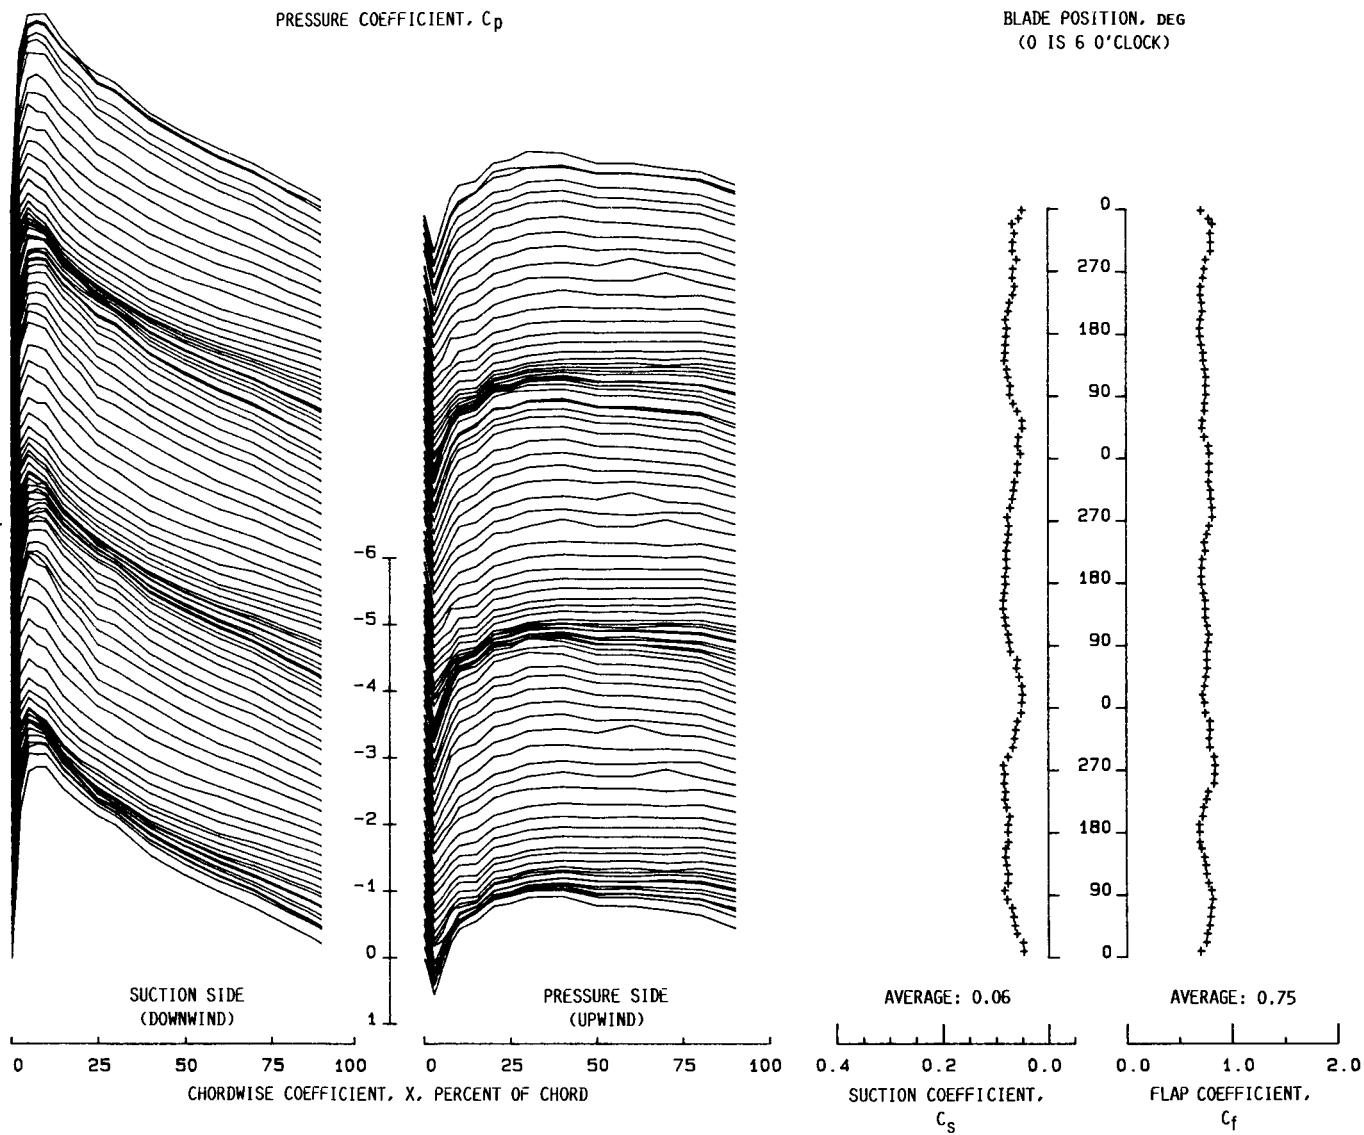 PRESSURE COEFFICIENT, Cp
BLADE POSITION, DEG
(0 IS 6 O'CLOCK)
0
270
180
90
0
270
180
90
0
270
180
90
0
-6
-5
-4
-3
-2
-1
0
1
SUCTION SIDE
(DOWNWIND)
PRESSURE SIDE
(UPWIND)
AVERAGE: 0.06
AVERAGE: 0.75
0 25 50 75 100
0 25 50 75 100
0.4 0.2 0.0
0.0 1.0 2.0
CHORDWISE COEFFICIENT, X, PERCENT OF CHORD
SUCTION COEFFICIENT,
Cs
FLAP COEFFICIENT,
Cf